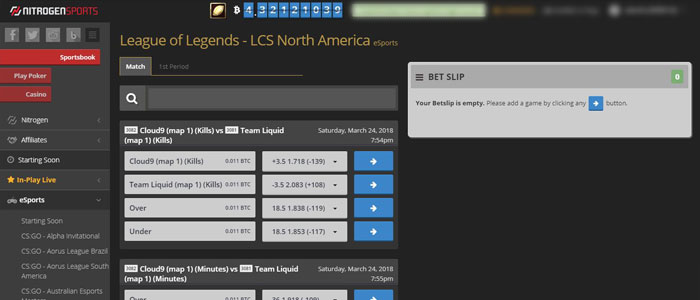 NITROGENSPORTS
₿ 4.321121039
Sportsbook
Play Poker
Casino
Nitrogen
Affiliates
Starting Soon
In-Play Live
eSports
Starting Soon
CS:GO - Alpha Invitational
CS:GO - Aorus League Brazil
CS:GO - Aorus League South
America
CS:GO - Australian Esports
League of Legends - LCS North America eSports
Match
1st Period
3082 Cloud9 (map 1) (Kills) vs 3081 Team Liquid
(map 1) (Kills)
Saturday, March 24, 2018
7:54pm
Cloud9 (map 1) (Kills) 0.011 BTC +3.5 1.718 (-139)
Team Liquid (map 1) (Kills) 0.011 BTC -3.5 2.083 (+108)
Over 0.011 BTC 18.5 1.838 (-119)
Under 0.011 BTC 18.5 1.853 (-117)
3082 Cloud9 (map 1) (Minutes) vs 3081 Team Liquid
(map 1) (Minutes)
Saturday, March 24, 2018
7:55pm
Over 0.011 BTC 36 1.918 (-109)
BET SLIP
0
Your Betslip is empty. Please add a game by clicking any button.